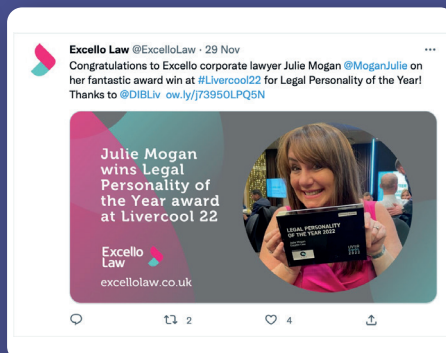 Excello Law @ExcelloLaw · 29 Nov
Congratulations to Excello corporate lawyer Julie Mogan @MoganJulie on
her fantastic award win at #Livercool22 for Legal Personality of the Year!
Thanks to @DIBLiv ow.ly/j73950LPQ5N
Julie Mogan
wins Legal
Personality of
the Year award
at Livercool 22
Excello
Law
excellolaw.co.uk
LEGAL PERSONALITY
OF THE YEAR 2022
2
4